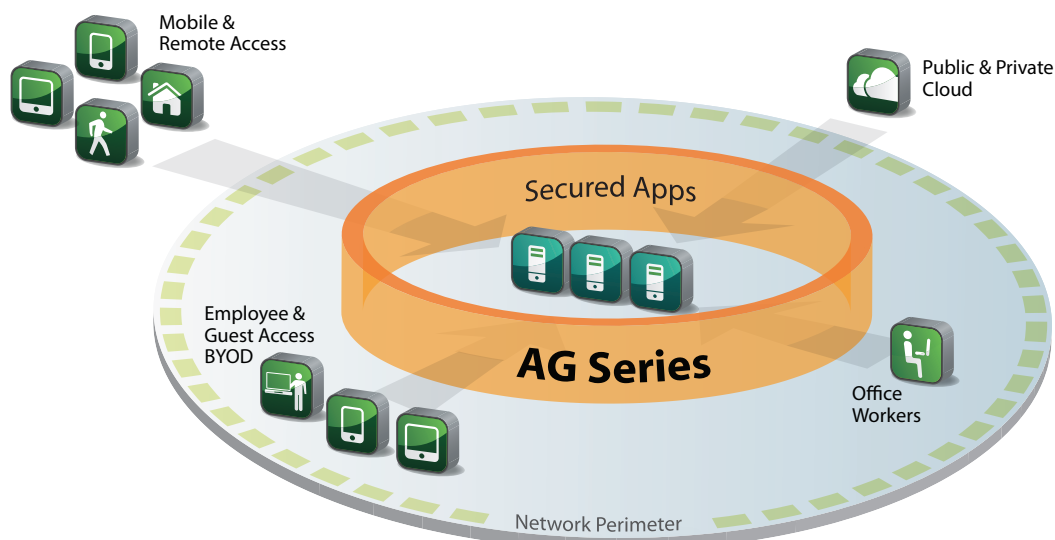 Mobile &
Remote Access
Public & Private
Cloud
Secured Apps
Employee &
Guest Access
BYOD
AG Series
Office
Workers
Network Perimeter